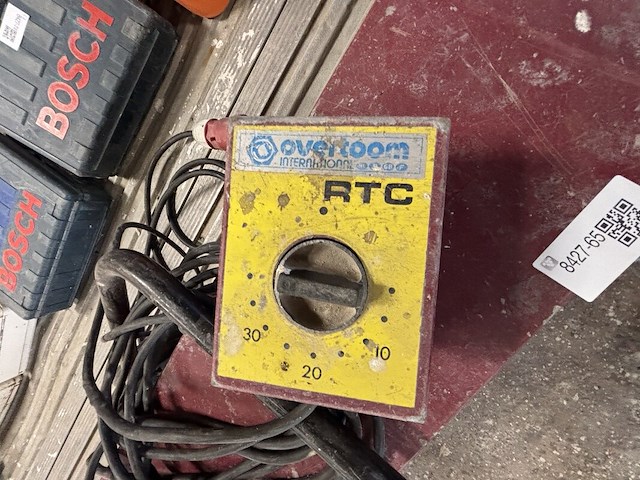 BOSCH
BOSCH
overtoom
INTERNATIONAL
RTC
30
10
20
8427-65